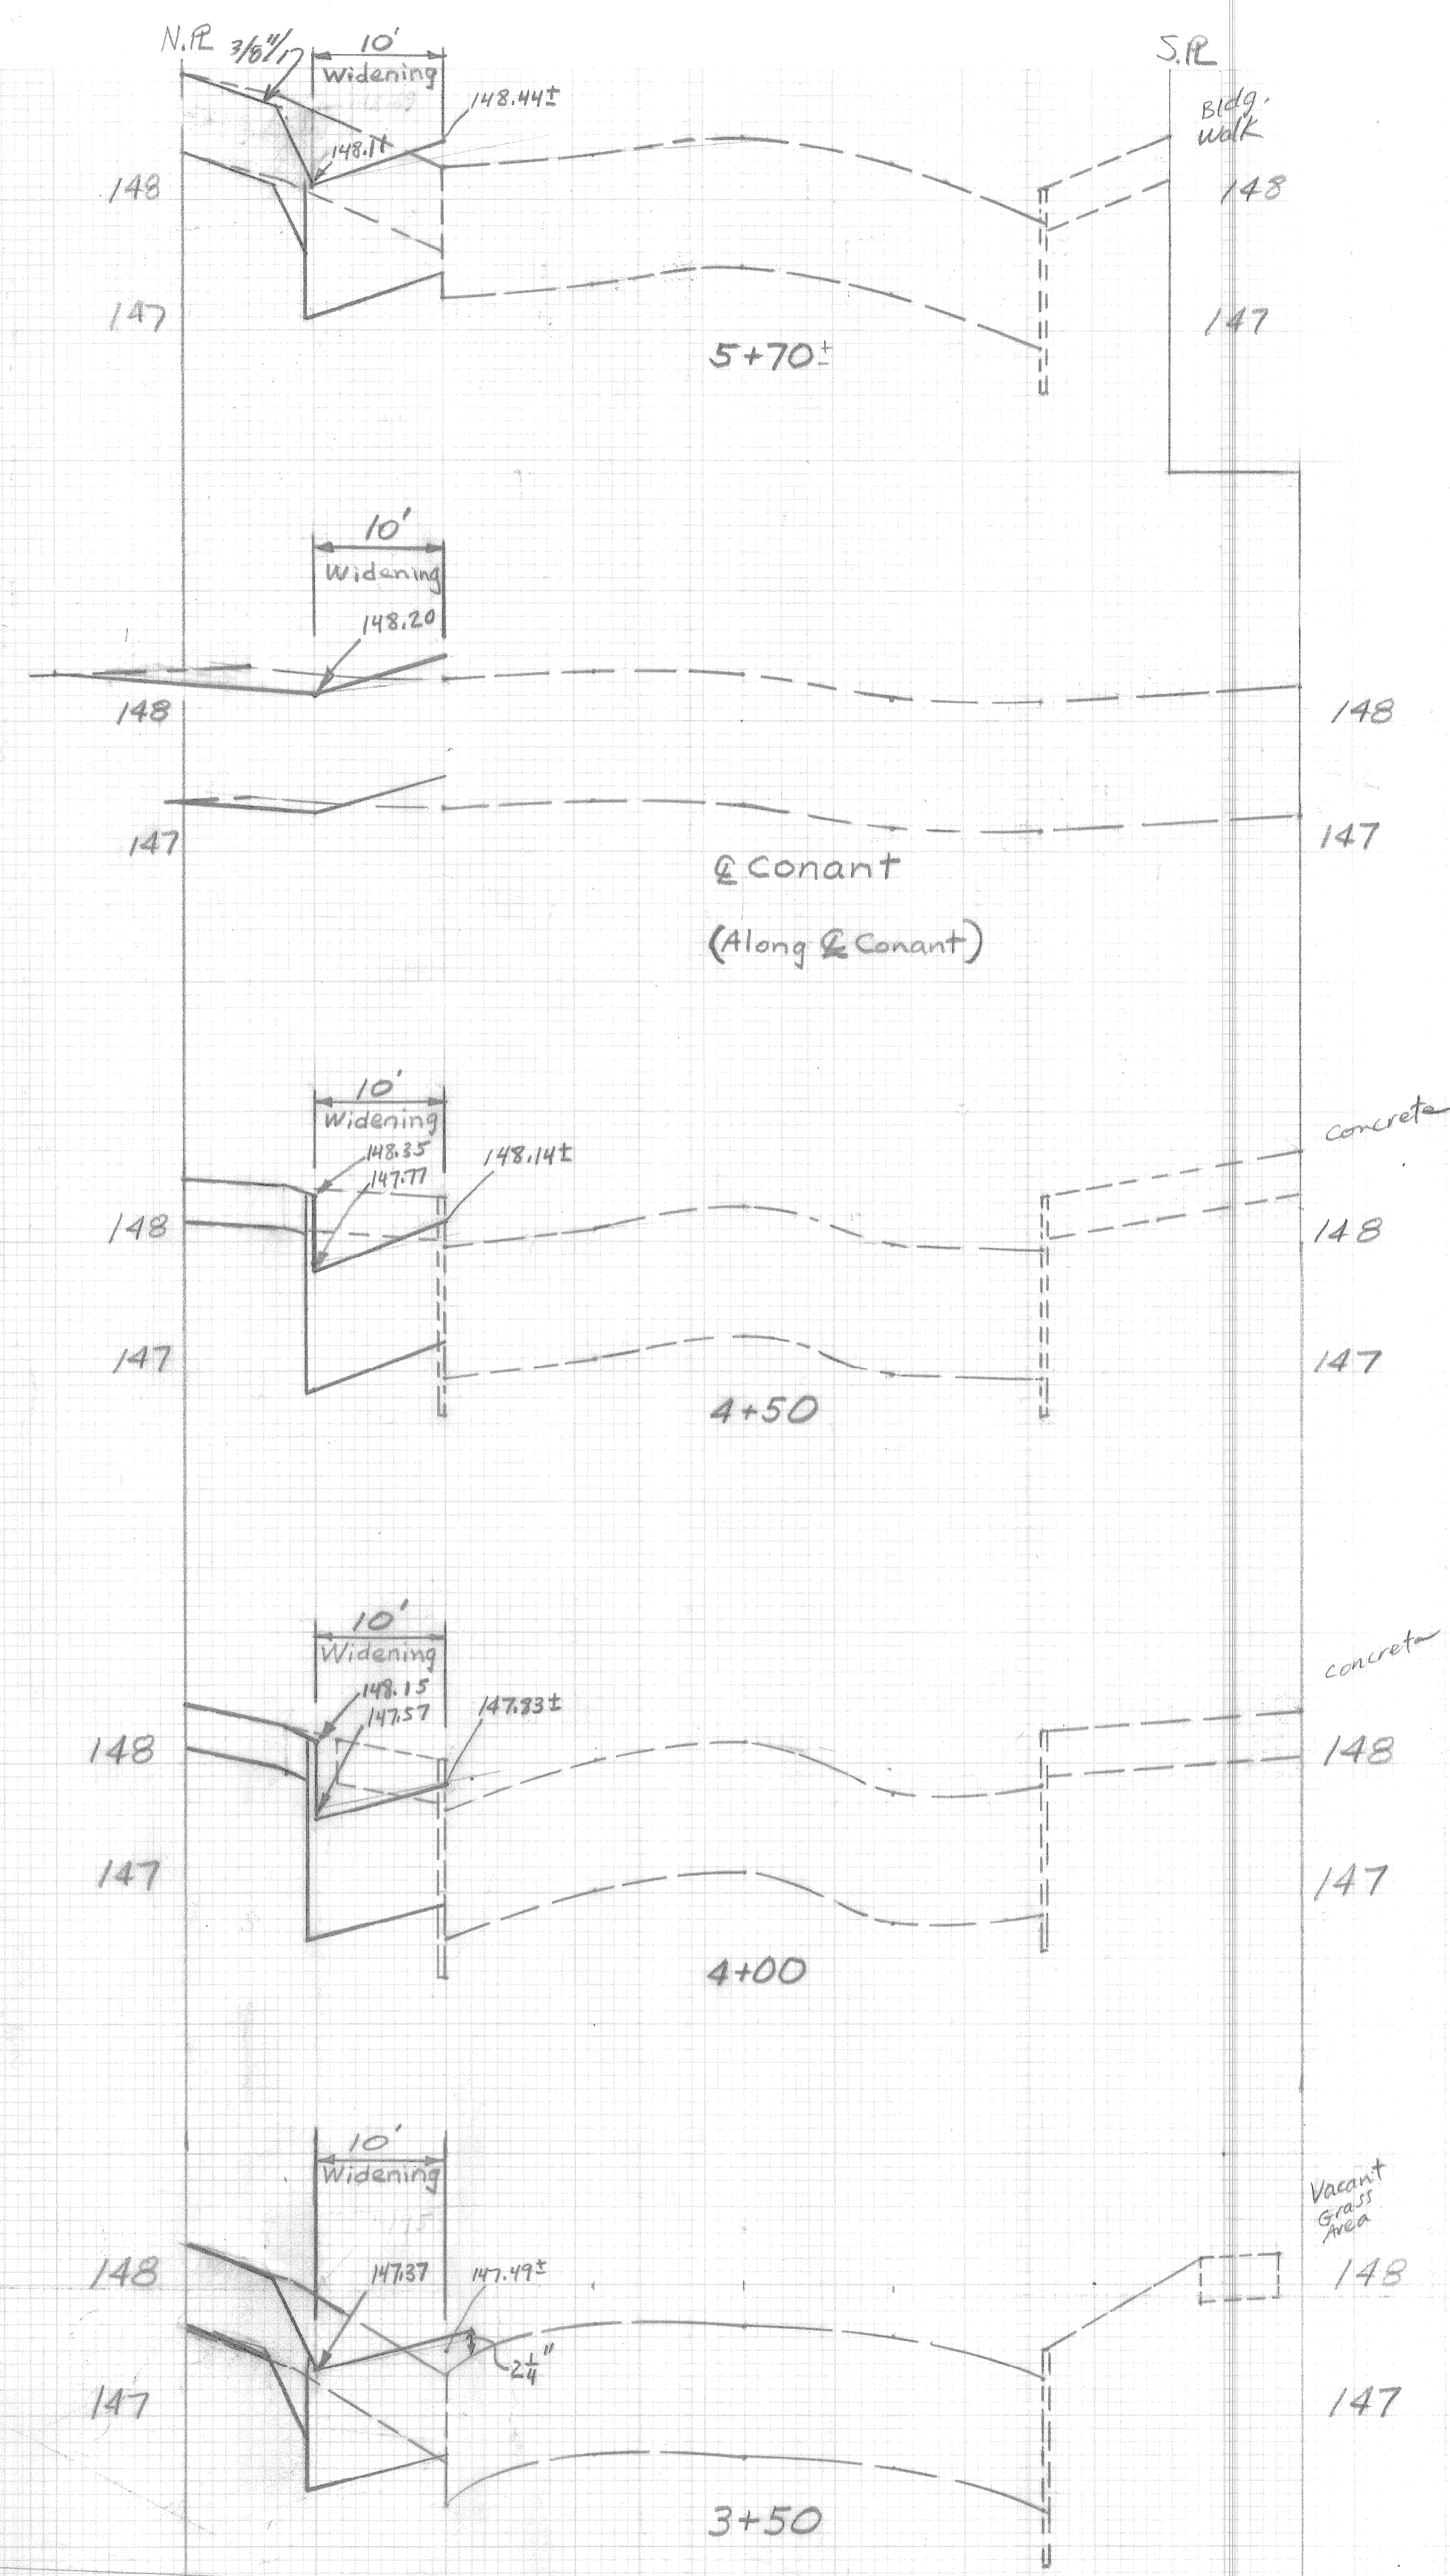 N.PL
3/8"/1'
10'
Widening
148.44±
148.11
S.PL
Bldg.
Walk
148
148
147
147
5+70±
10'
Widening
148.20
148
148
147
147
℄ Conant
(Along ℄ Conant)
10'
Widening
148.35
147.77
148.14±
Concrete
148
148
147
147
4+50
10'
Widening
148.15
147.57
147.83±
Concrete
148
148
147
147
4+00
10'
Widening
147.37
147.49±
2¼"
Vacant
Grass
Area
148
148
147
147
3+50